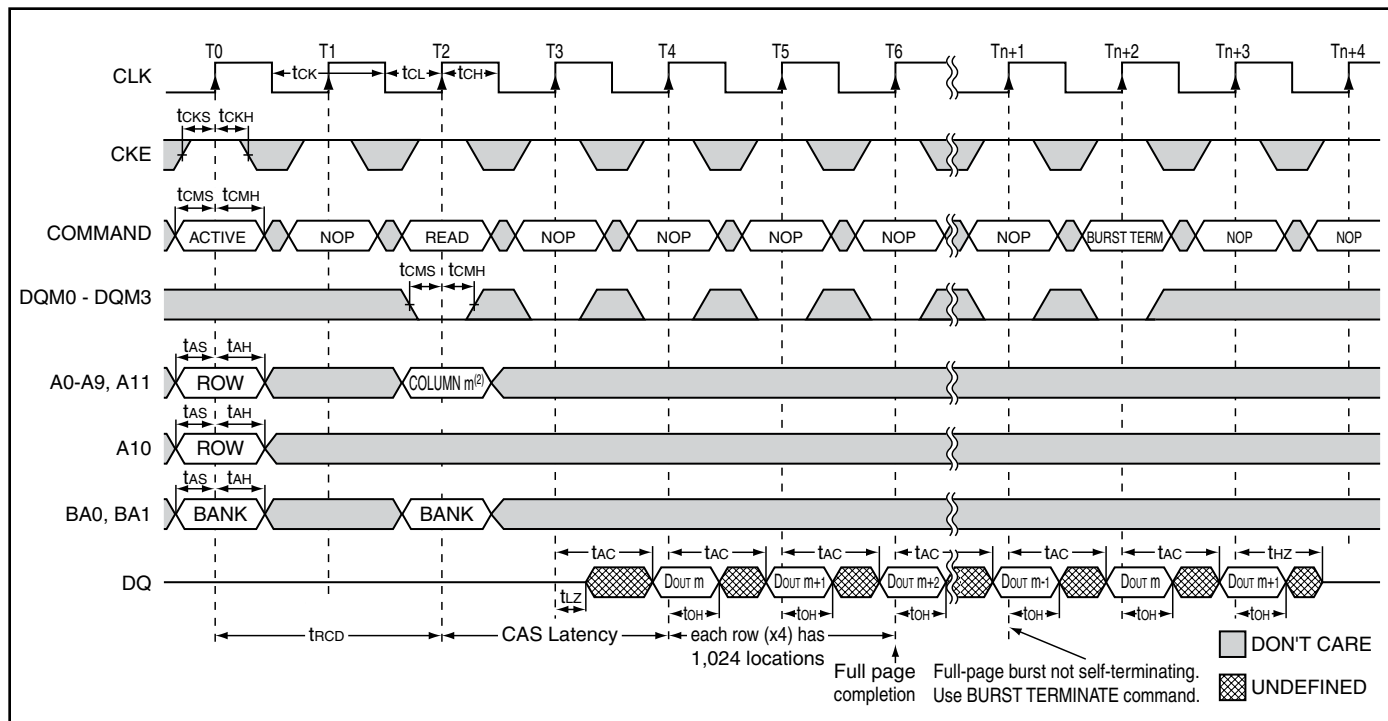 T0 T1 T2 T3 T4 T5 T6 Tn+1 Tn+2 Tn+3 Tn+4
CLK tCK tCL tCH
tCKS tCKH
CKE
tCMS tCMH
COMMAND ACTIVE NOP READ NOP NOP NOP NOP NOP BURST TERM NOP NOP
tCMS tCMH
DQM0 - DQM3
tAS tAH
A0-A9, A11 ROW COLUMN m(2)
tAS tAH
A10 ROW
tAS tAH
BA0, BA1 BANK BANK
tAC tAC tAC tAC tAC tAC tHZ
DQ DOUT m DOUT m+1 DOUT m+2 DOUT m-1 DOUT m DOUT m+1
tLZ tOH tOH tOH tOH tOH tOH
tRCD CAS Latency each row (x4) has
1,024 locations
Full page
completion
Full-page burst not self-terminating.
Use BURST TERMINATE command.
DON'T CARE
UNDEFINED